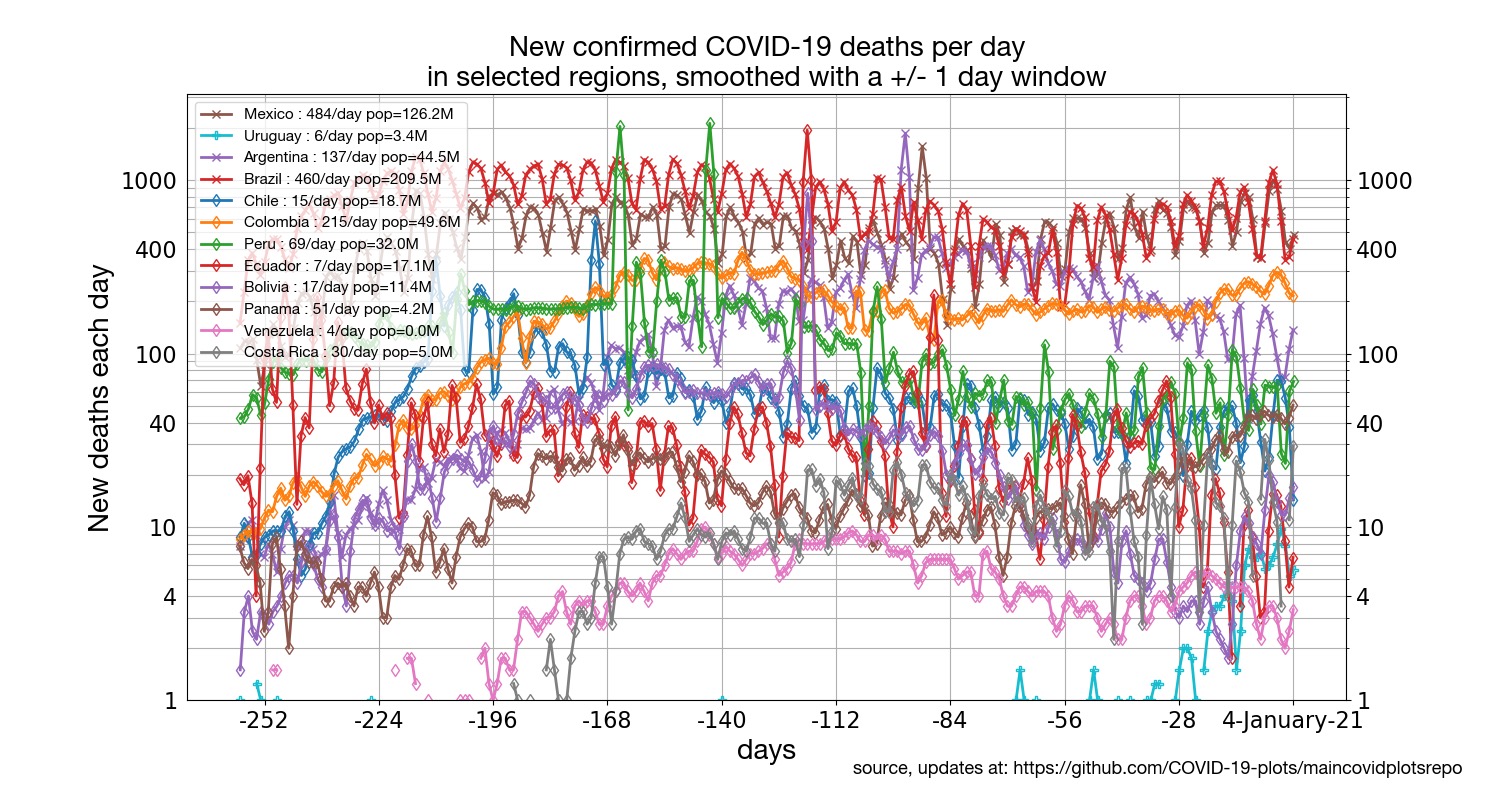 New confirmed COVID-19 deaths per day
in selected regions, smoothed with a +/- 1 day window
Mexico : 484/day pop=126.2M
Uruguay : 6/day pop=3.4M
Argentina : 137/day pop=44.5M
Brazil : 460/day pop=209.5M
Chile : 15/day pop=18.7M
Colombia : 215/day pop=49.6M
Peru : 69/day pop=32.0M
Ecuador : 7/day pop=17.1M
Bolivia : 17/day pop=11.4M
Panama : 51/day pop=4.2M
Venezuela : 4/day pop=0.0M
Costa Rica : 30/day pop=5.0M
New deaths each day
1000
400
100
40
10
4
1
1000
400
100
40
10
4
1
-252 -224 -196 -168 -140 -112 -84 -56 -28 4-January-21
days
source, updates at: https://github.com/COVID-19-plots/maincovidplotsrepo